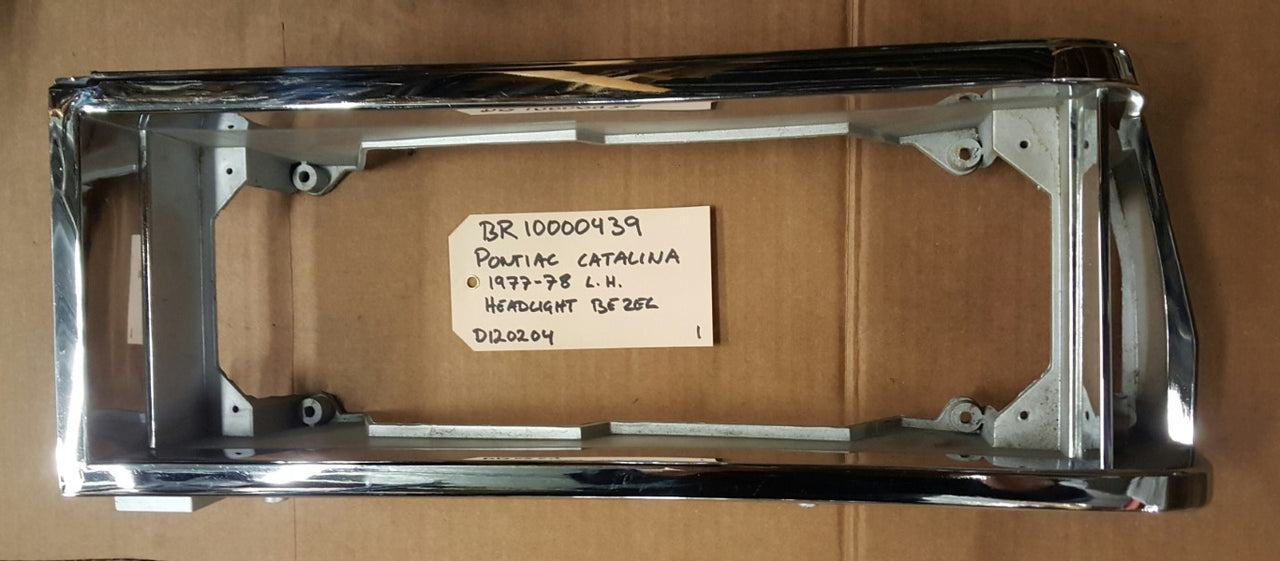 BR10000439
PONTIAC CATALINA
1977-78 L.H.
HEADLIGHT BEZEL
D120204 1